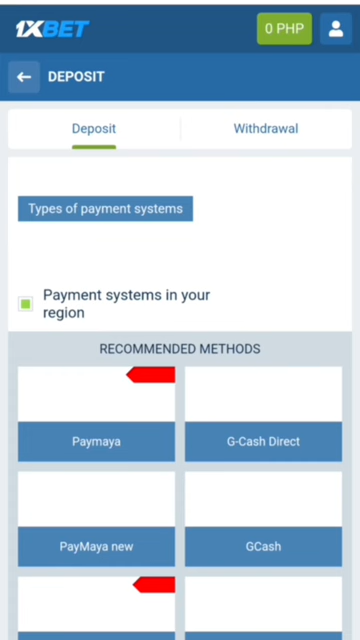 1XBET
0 PHP
DEPOSIT
Deposit
Withdrawal
Types of payment systems
Payment systems in your
region
RECOMMENDED METHODS
Paymaya
G-Cash Direct
PayMaya new
GCash